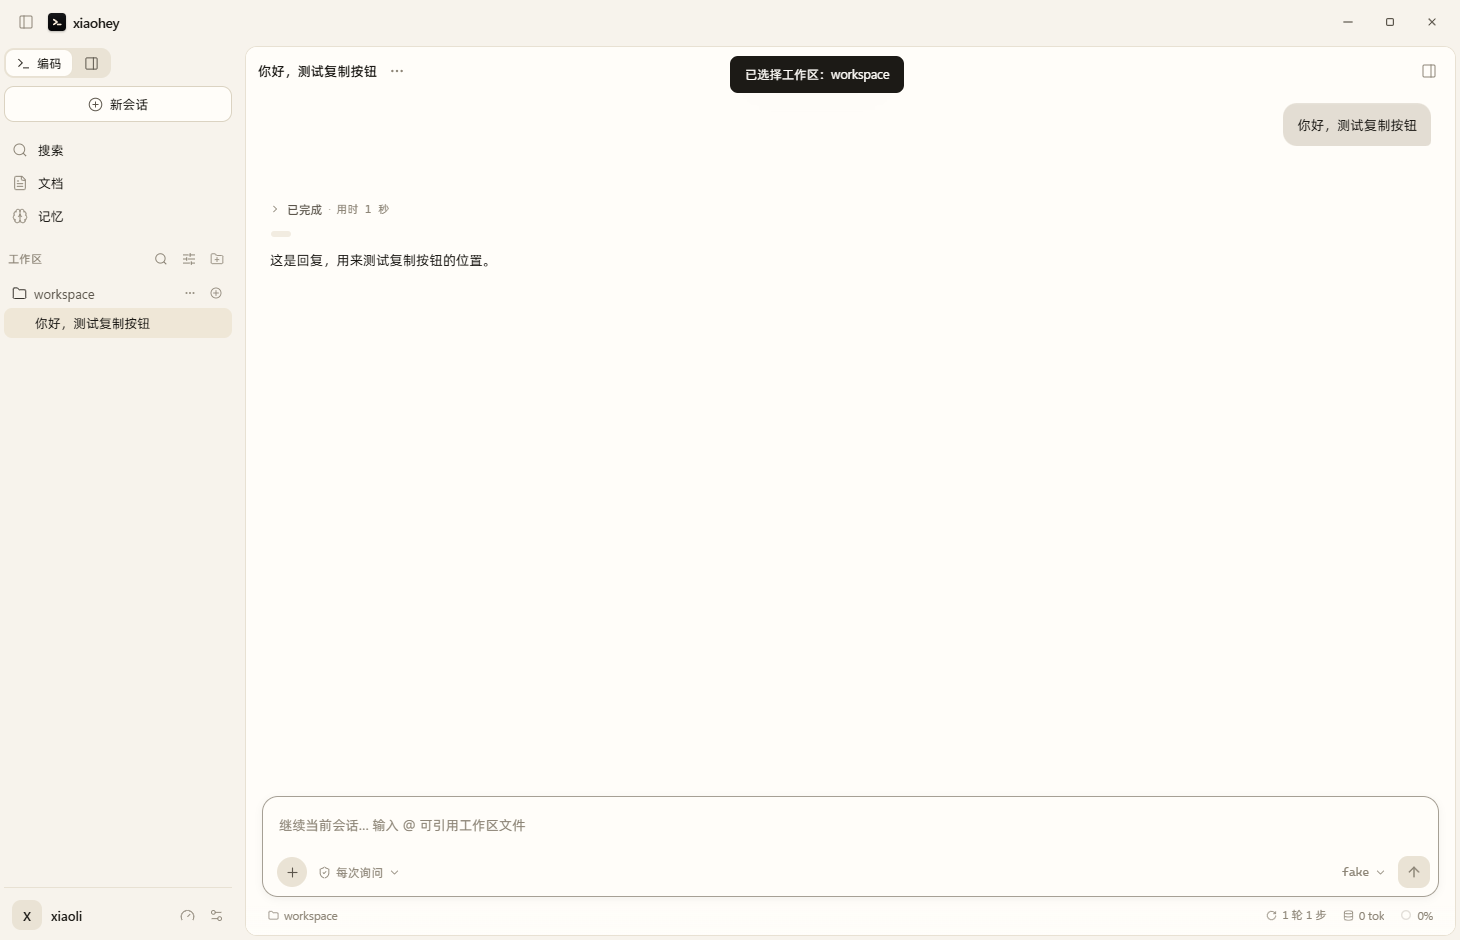 xiaohey
编码
新会话
搜索
文档
记忆
工作区
workspace
你好，测试复制按钮
xiaoli
X
你好，测试复制按钮
已选择工作区：workspace
你好，测试复制按钮
已完成 · 用时 1 秒
这是回复，用来测试复制按钮的位置。
继续当前会话... 输入 @ 可引用工作区文件
每次询问
fake
workspace
1 轮 1 步
0 tok
0%